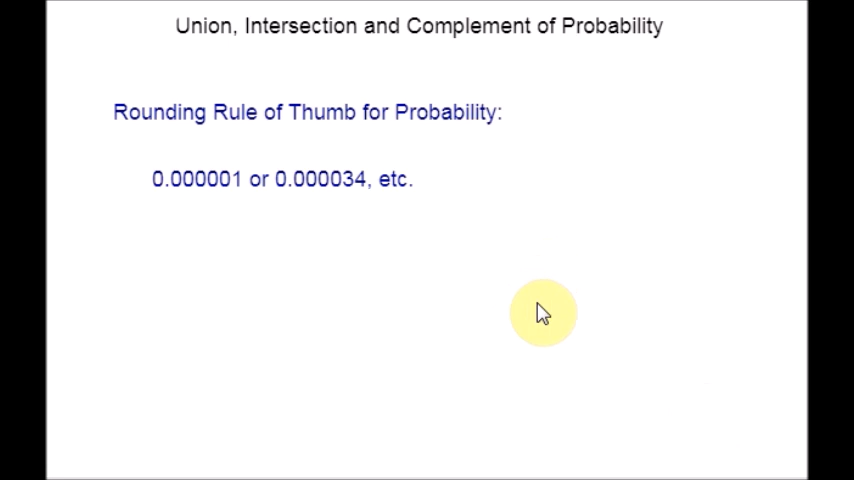 Union, Intersection and Complement of Probability
Rounding Rule of Thumb for Probability:
0.000001 or 0.000034, etc.